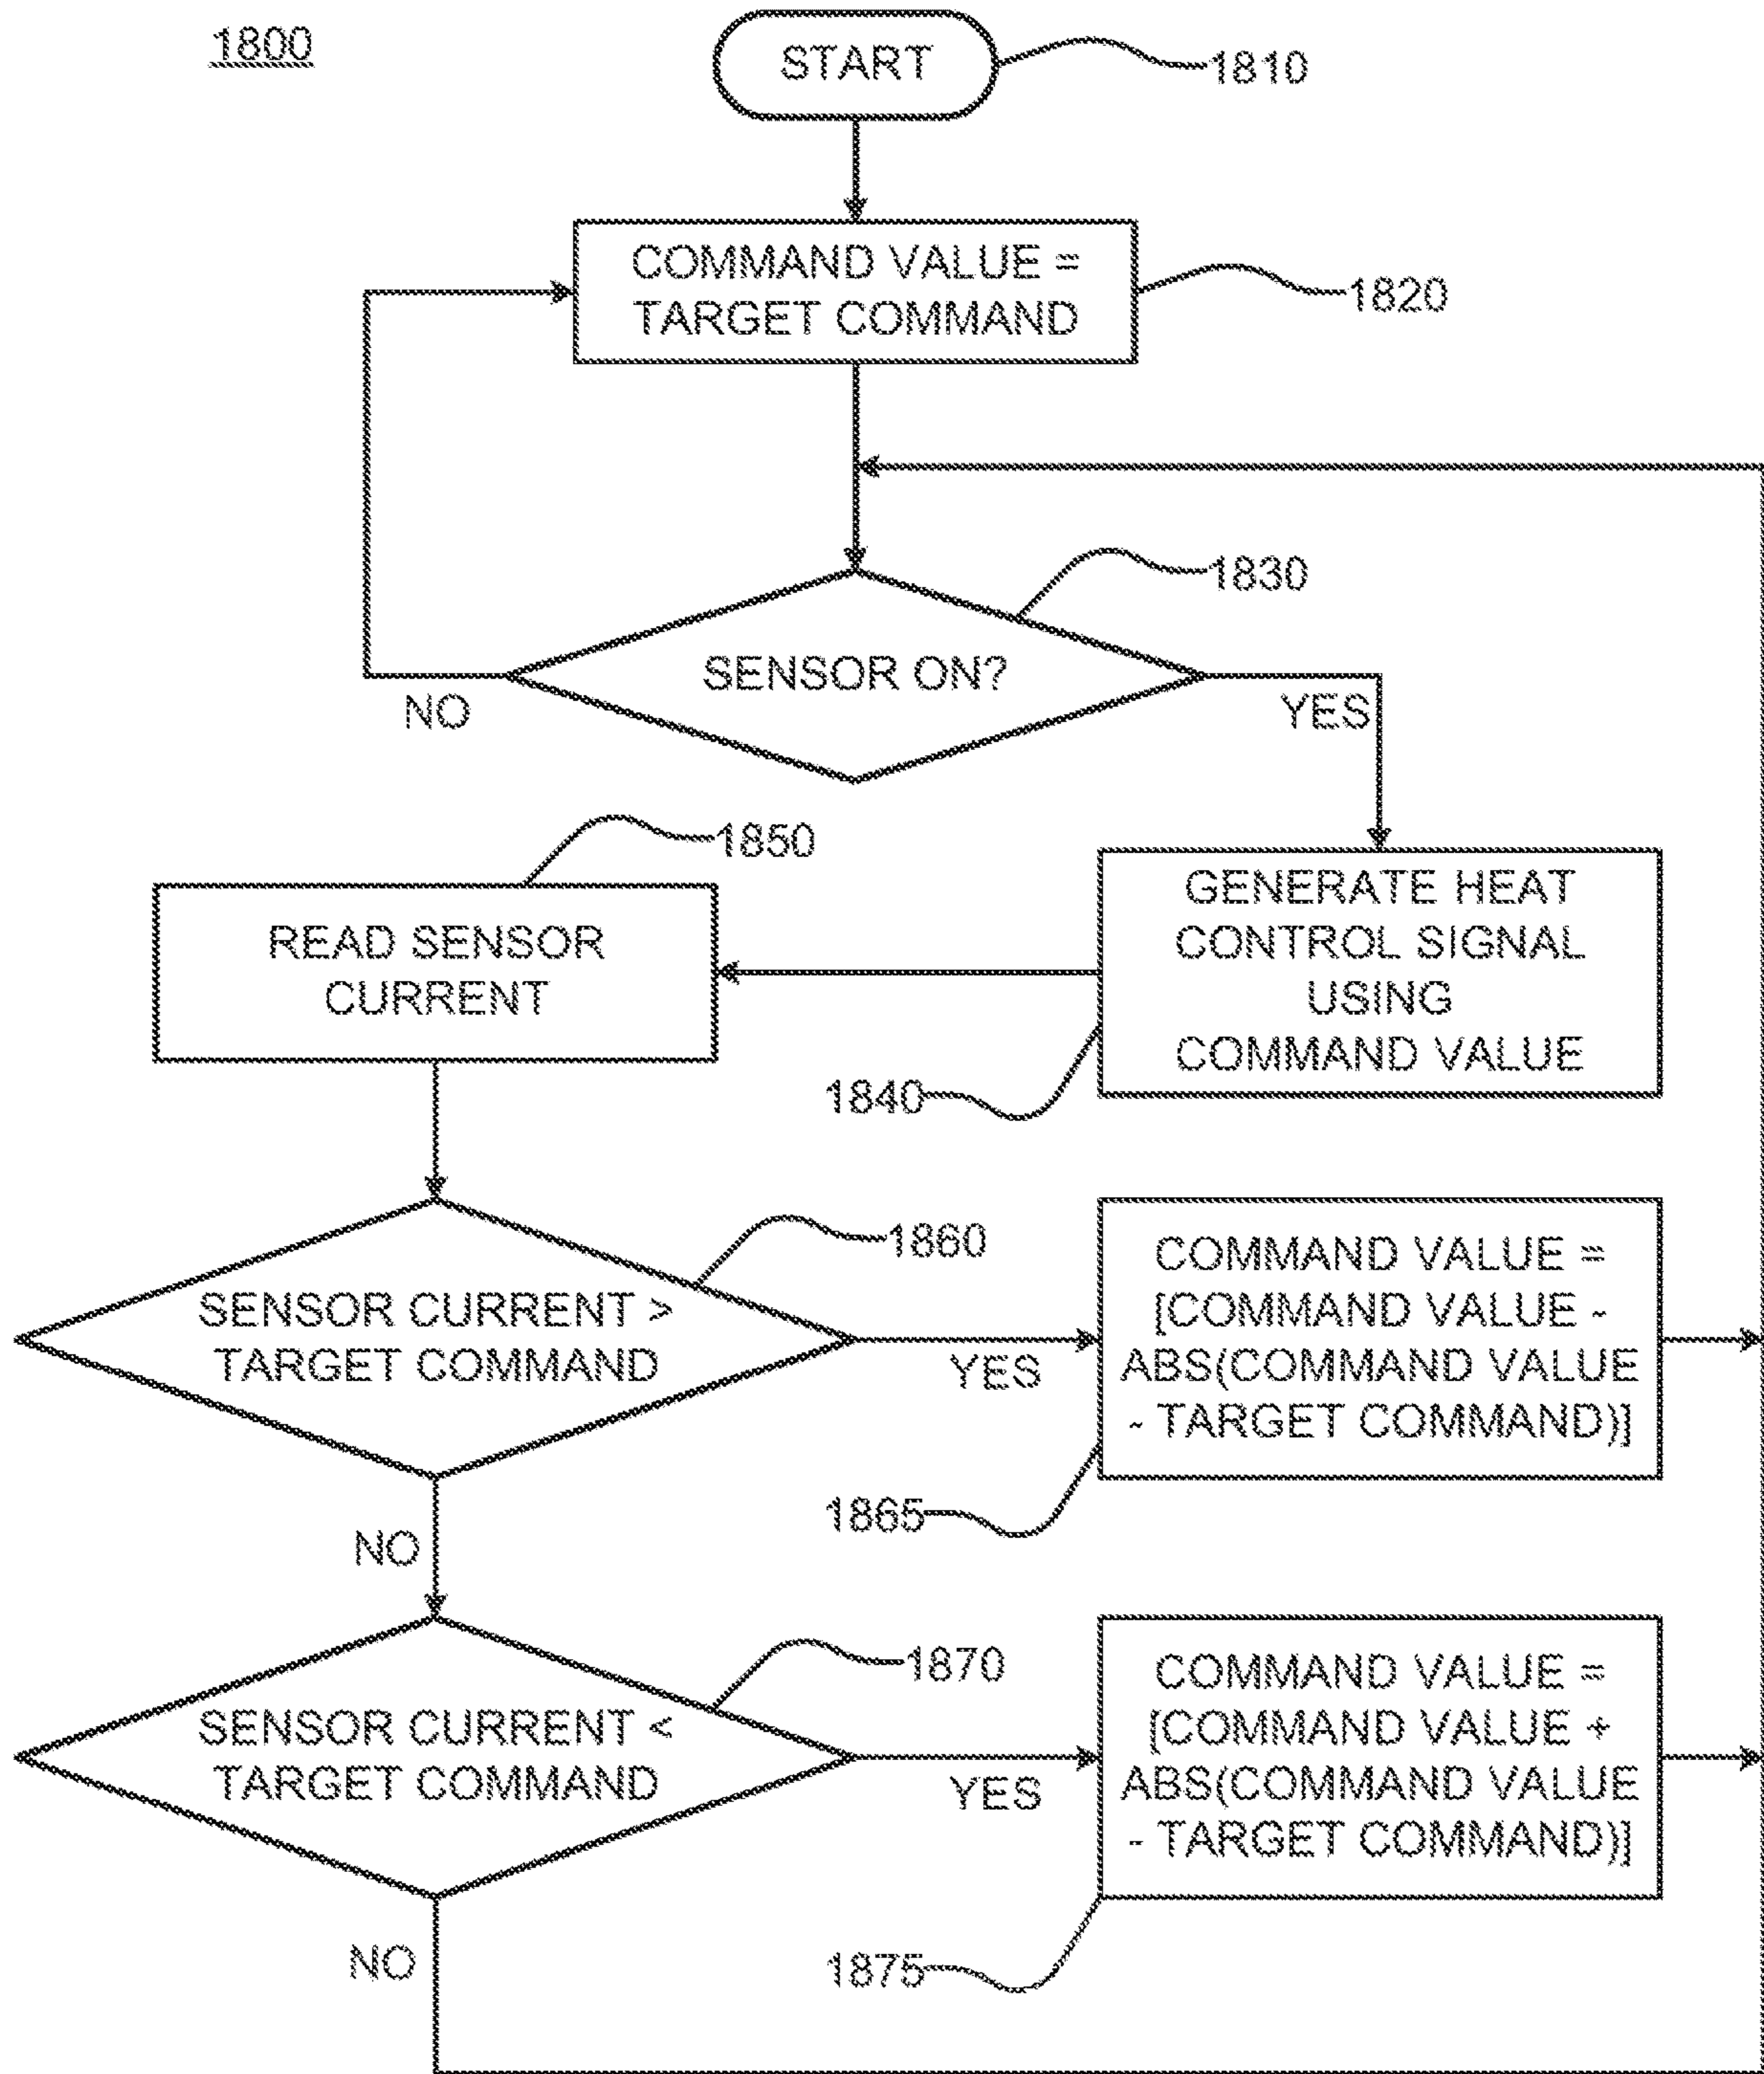 1800
START
1810
COMMAND VALUE =
TARGET COMMAND
1820
1830
SENSOR ON?
NO
YES
1850
READ SENSOR
CURRENT
GENERATE HEAT
CONTROL SIGNAL
USING
COMMAND VALUE
1840
1860
SENSOR CURRENT >
TARGET COMMAND
YES
COMMAND VALUE =
[COMMAND VALUE -
ABS(COMMAND VALUE
- TARGET COMMAND)]
1865
NO
1870
SENSOR CURRENT <
TARGET COMMAND
YES
COMMAND VALUE =
[COMMAND VALUE +
ABS(COMMAND VALUE
- TARGET COMMAND)]
1875
NO